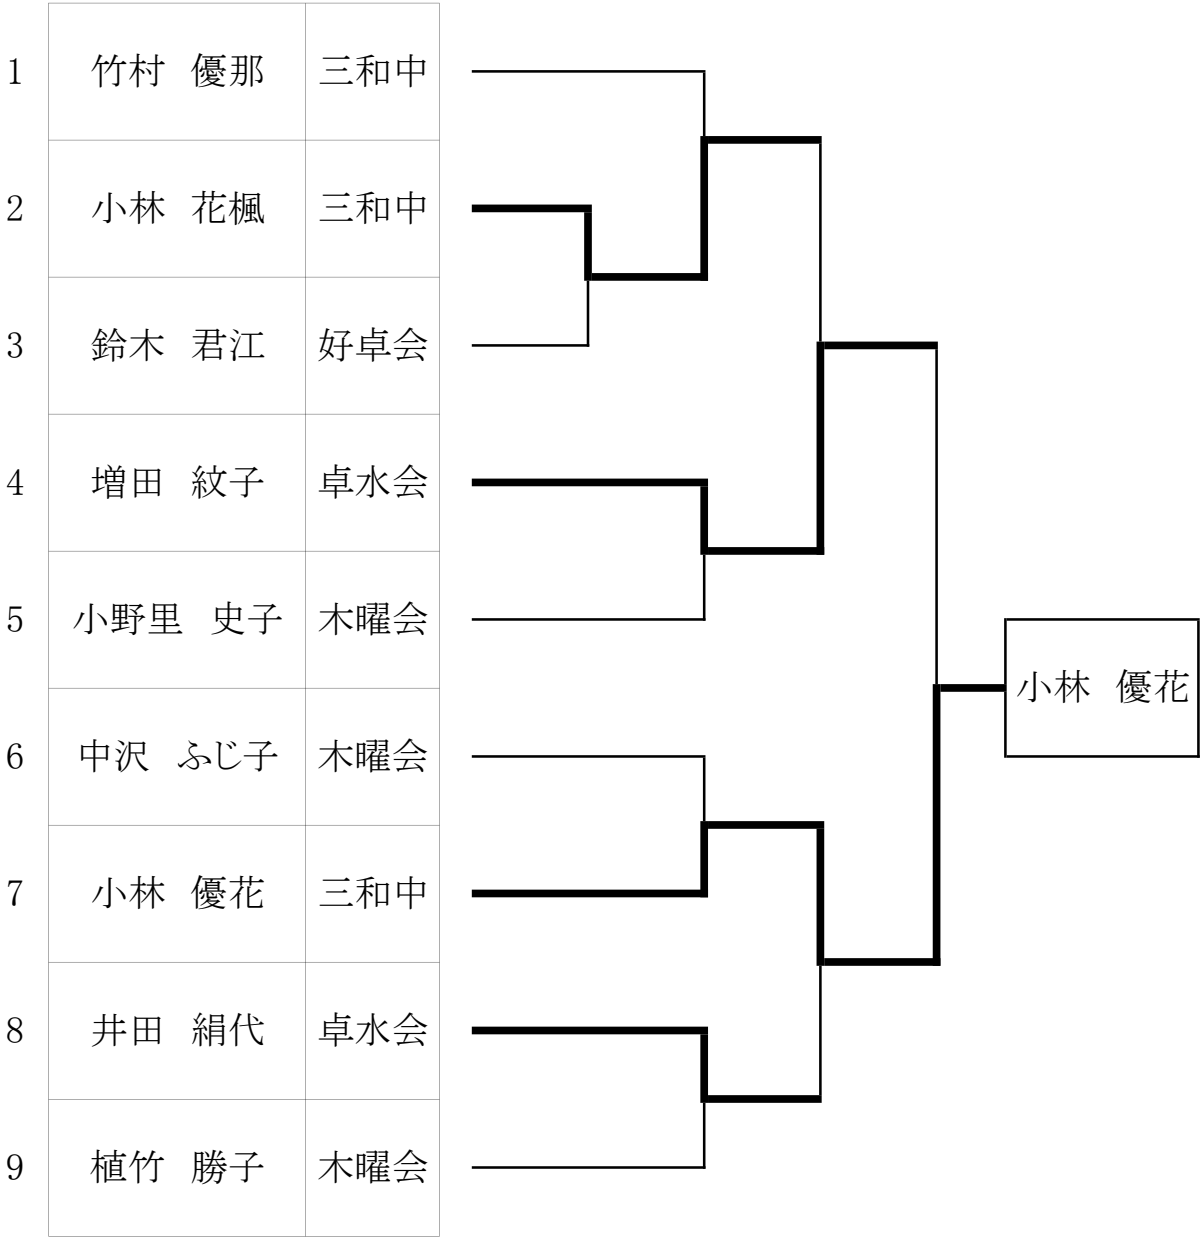 1 竹村　優那 三和中
2 小林　花楓 三和中
3 鈴木　君江 好卓会
4 増田　紋子 卓水会
5 小野里　史子 木曜会
小林　優花
6 中沢　ふじ子 木曜会
7 小林　優花 三和中
8 井田　絹代 卓水会
9 植竹　勝子 木曜会